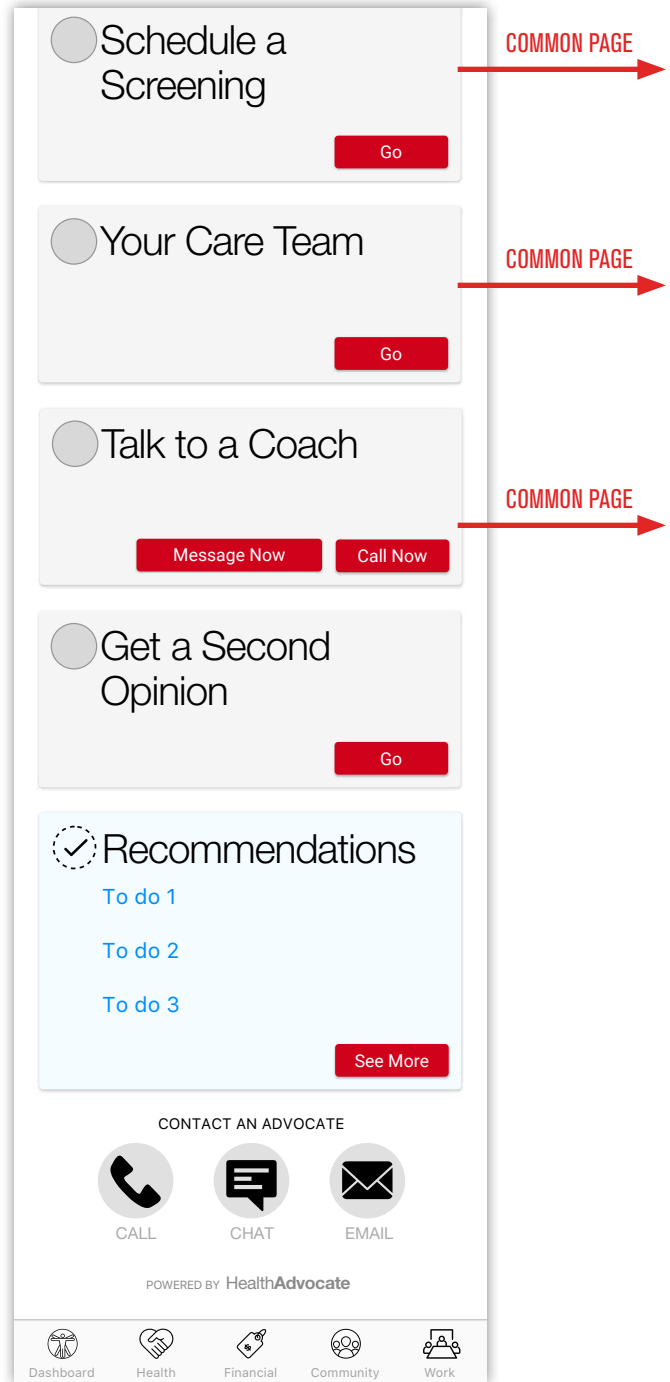 Schedule a
Screening
COMMON PAGE
Go
Your Care Team
COMMON PAGE
Go
Talk to a Coach
COMMON PAGE
Message Now
Call Now
Get a Second
Opinion
Go
Recommendations
To do 1
To do 2
To do 3
See More
CONTACT AN ADVOCATE
CALL
CHAT
EMAIL
POWERED BY HealthAdvocate
Dashboard
Health
Financial
Community
Work